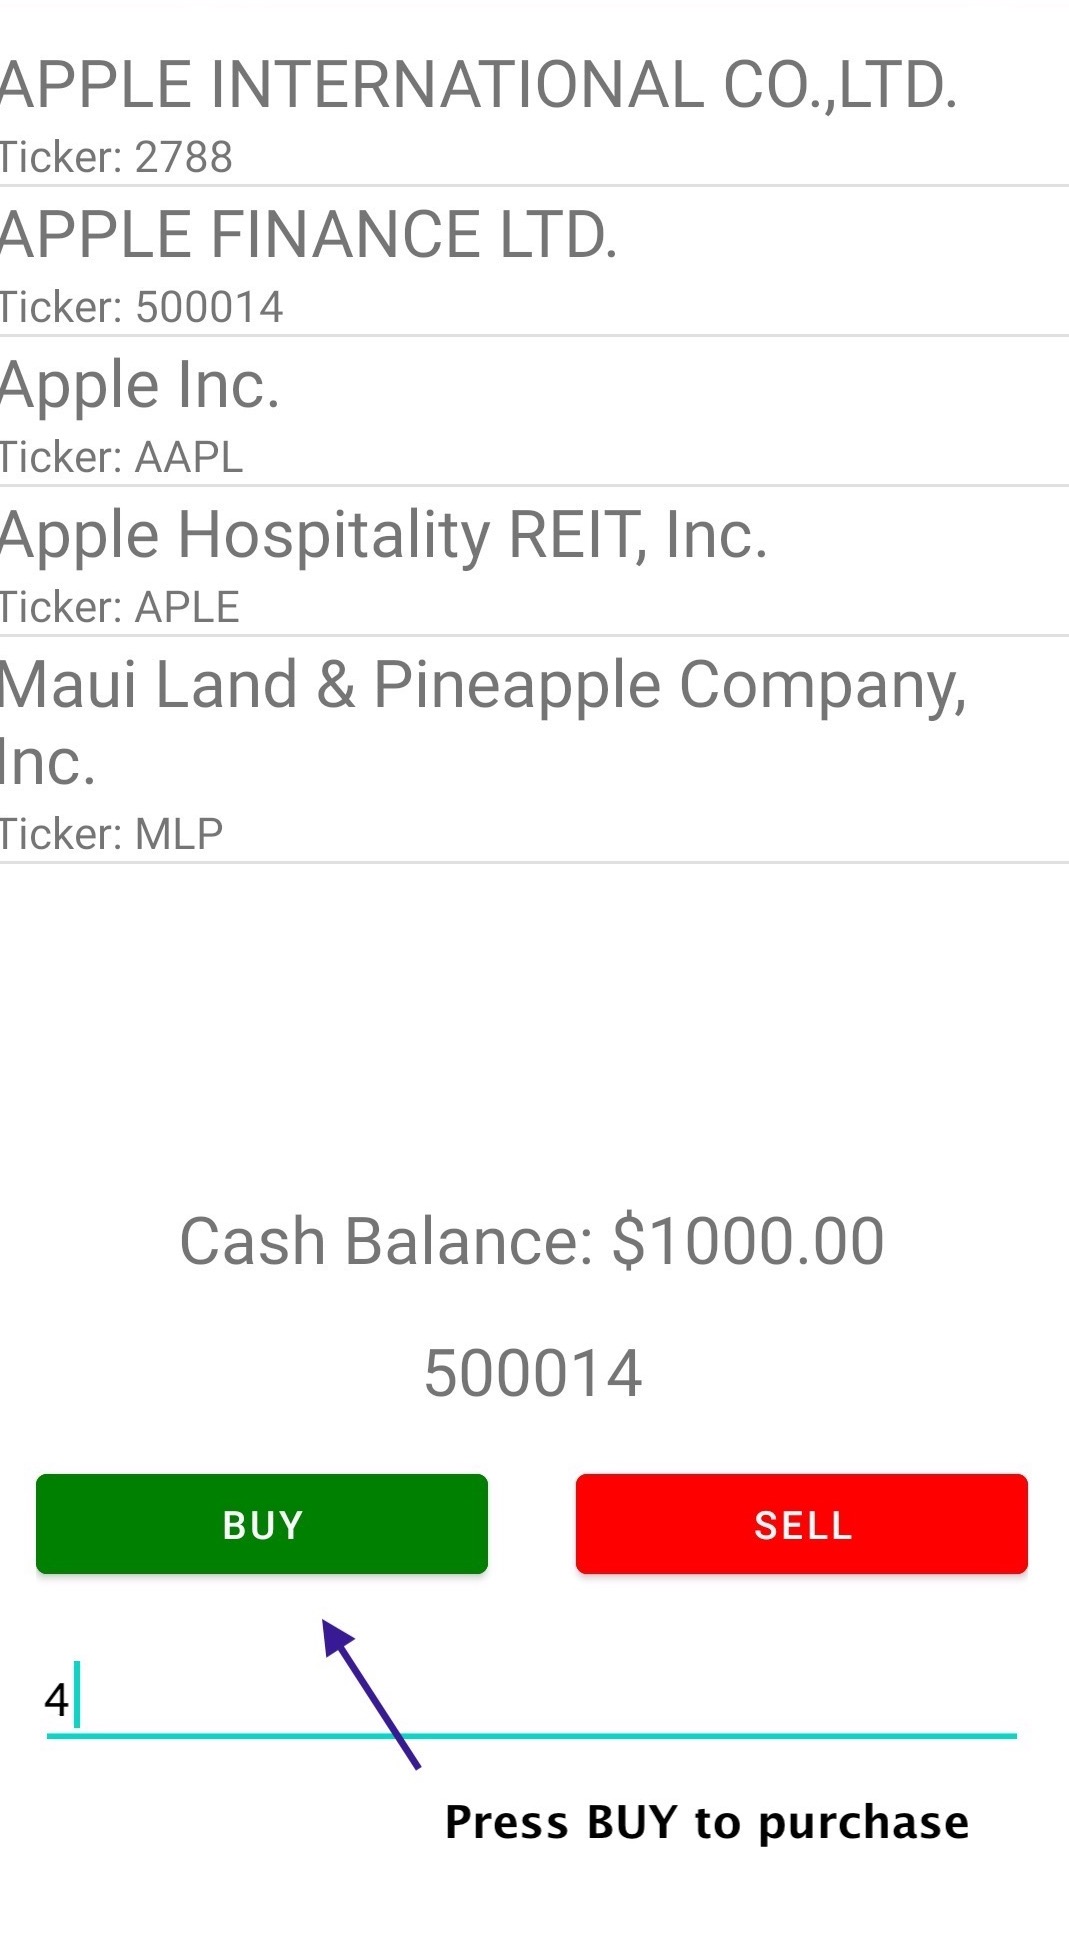 APPLE INTERNATIONAL CO.,LTD.
Ticker: 2788
APPLE FINANCE LTD.
Ticker: 500014
Apple Inc.
Ticker: AAPL
Apple Hospitality REIT, Inc.
Ticker: APLE
Maui Land & Pineapple Company,
Inc.
Ticker: MLP
Cash Balance: $1000.00
500014
BUY
SELL
4
Press BUY to purchase